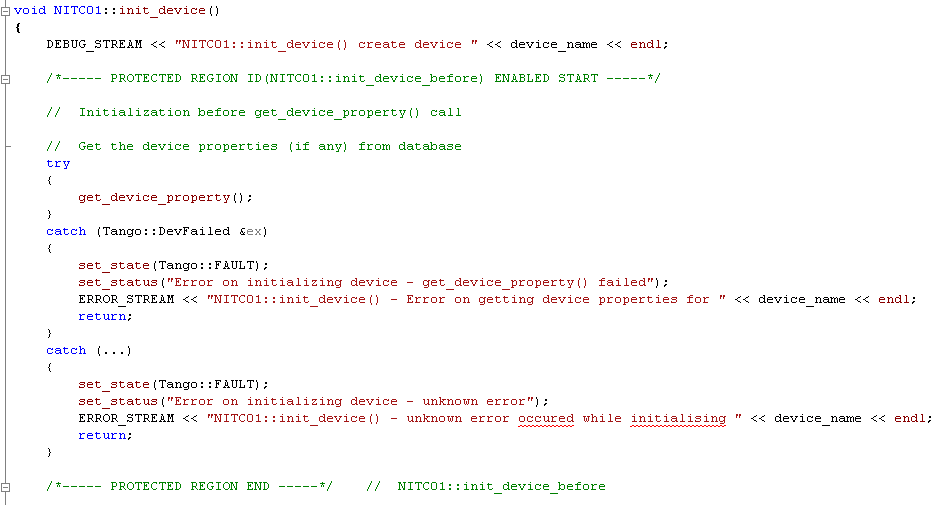 void NITC01::init_device()
{
    DEBUG_STREAM << "NITC01::init_device() create device " << device_name << endl;
    /*----- PROTECTED REGION ID(NITC01::init_device_before) ENABLED START -----*/
    //  Initialization before get_device_property() call
    //  Get the device properties (if any) from database
    try
    {
        get_device_property();
    }
    catch (Tango::DevFailed &ex)
    {
        set_state(Tango::FAULT);
        set_status("Error on initializing device - get_device_property() failed");
        ERROR_STREAM << "NITC01::init_device() - Error on getting device properties for " << device_name << endl;
        return;
    }
    catch (...)
    {
        set_state(Tango::FAULT);
        set_status("Error on initializing device - unknown error");
        ERROR_STREAM << "NITC01::init_device() - unknown error occured while initialising " << device_name << endl;
        return;
    }
    /*----- PROTECTED REGION END -----*/    //  NITC01::init_device_before